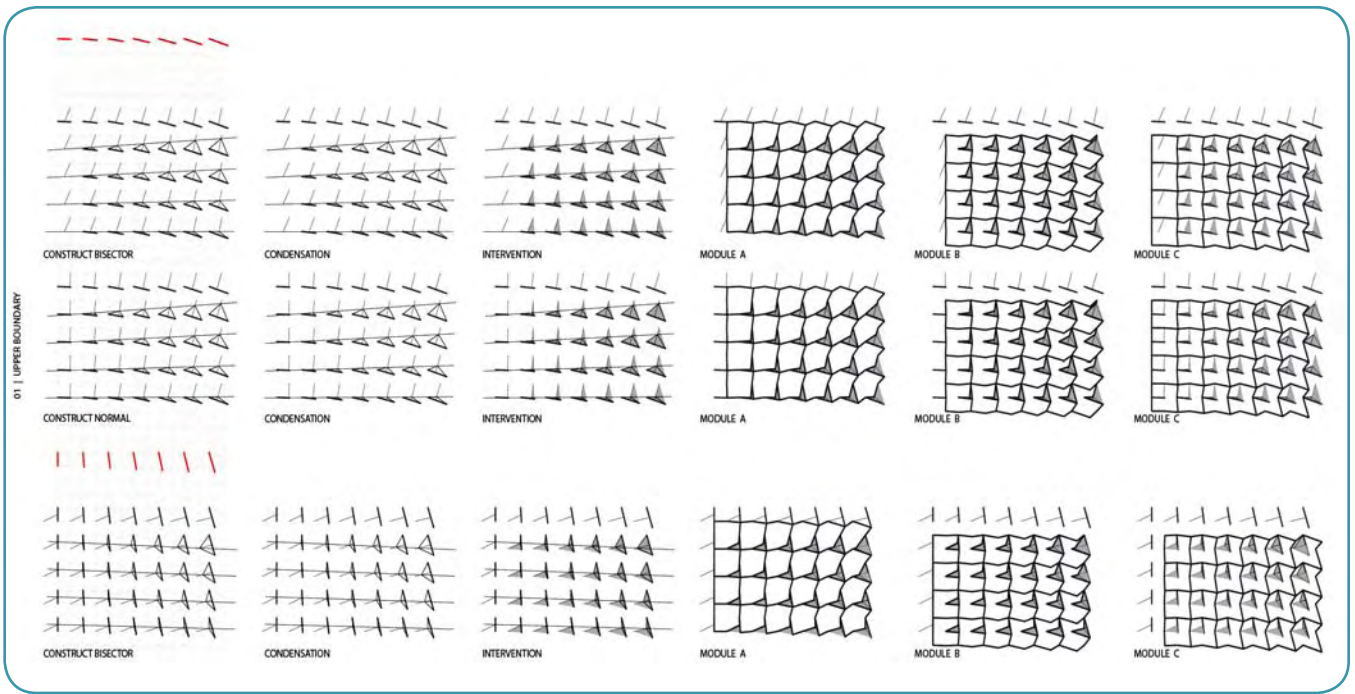 01 | UPPER BOUNDARY
CONSTRUCT BISECTOR
CONDENSATION
INTERVENTION
MODULE A
MODULE B
MODULE C
CONSTRUCT NORMAL
CONDENSATION
INTERVENTION
MODULE A
MODULE B
MODULE C
CONSTRUCT BISECTOR
CONDENSATION
INTERVENTION
MODULE A
MODULE B
MODULE C